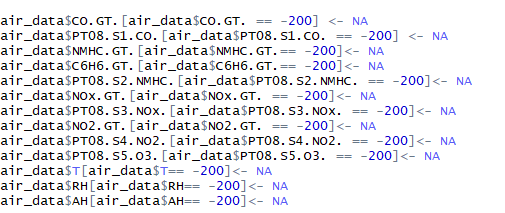 air_data$CO.GT.[air_data$CO.GT. == -200] <- NA
air_data$PT08.S1.CO.[air_data$PT08.S1.CO. == -200] <- NA
air_data$NMHC.GT.[air_data$NMHC.GT.== -200]<- NA
air_data$C6H6.GT.[air_data$C6H6.GT.== -200]<- NA
air_data$PT08.S2.NMHC.[air_data$PT08.S2.NMHC. == -200]<- NA
air_data$NOx.GT.[air_data$NOx.GT. == -200]<- NA
air_data$PT08.S3.NOx.[air_data$PT08.S3.NOx. == -200]<- NA
air_data$NO2.GT.[air_data$NO2.GT. == -200]<- NA
air_data$PT08.S4.NO2.[air_data$PT08.S4.NO2. == -200]<- NA
air_data$PT08.S5.O3.[air_data$PT08.S5.O3. == -200]<- NA
air_data$T[air_data$T== -200]<- NA
air_data$RH[air_data$RH== -200]<- NA
air_data$AH[air_data$AH== -200]<- NA